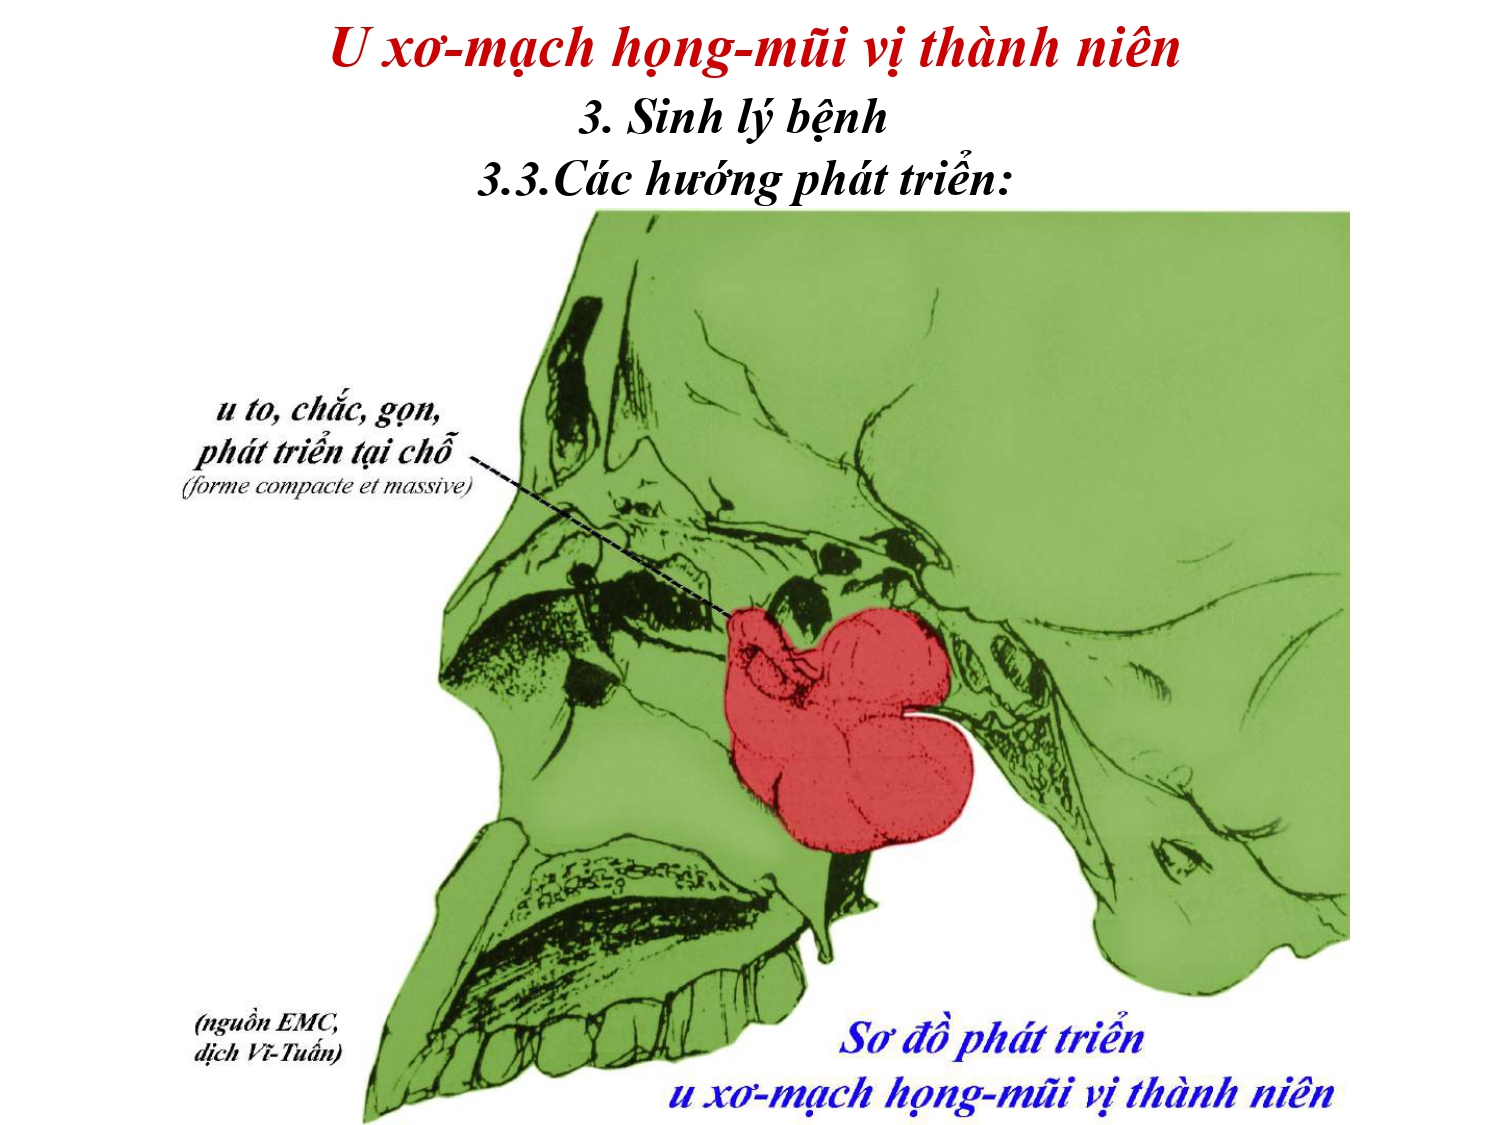 U xơ-mạch họng-mũi vị thành niên
3. Sinh lý bệnh
3.3.Các hướng phát triển:
u to, chắc, gọn,
phát triển tại chỗ
(forme compacte et massive)
(nguồn EMC,
dịch Vĩ-Tuấn)
Sơ đồ phát triển
u xơ-mạch họng-mũi vị thành niên